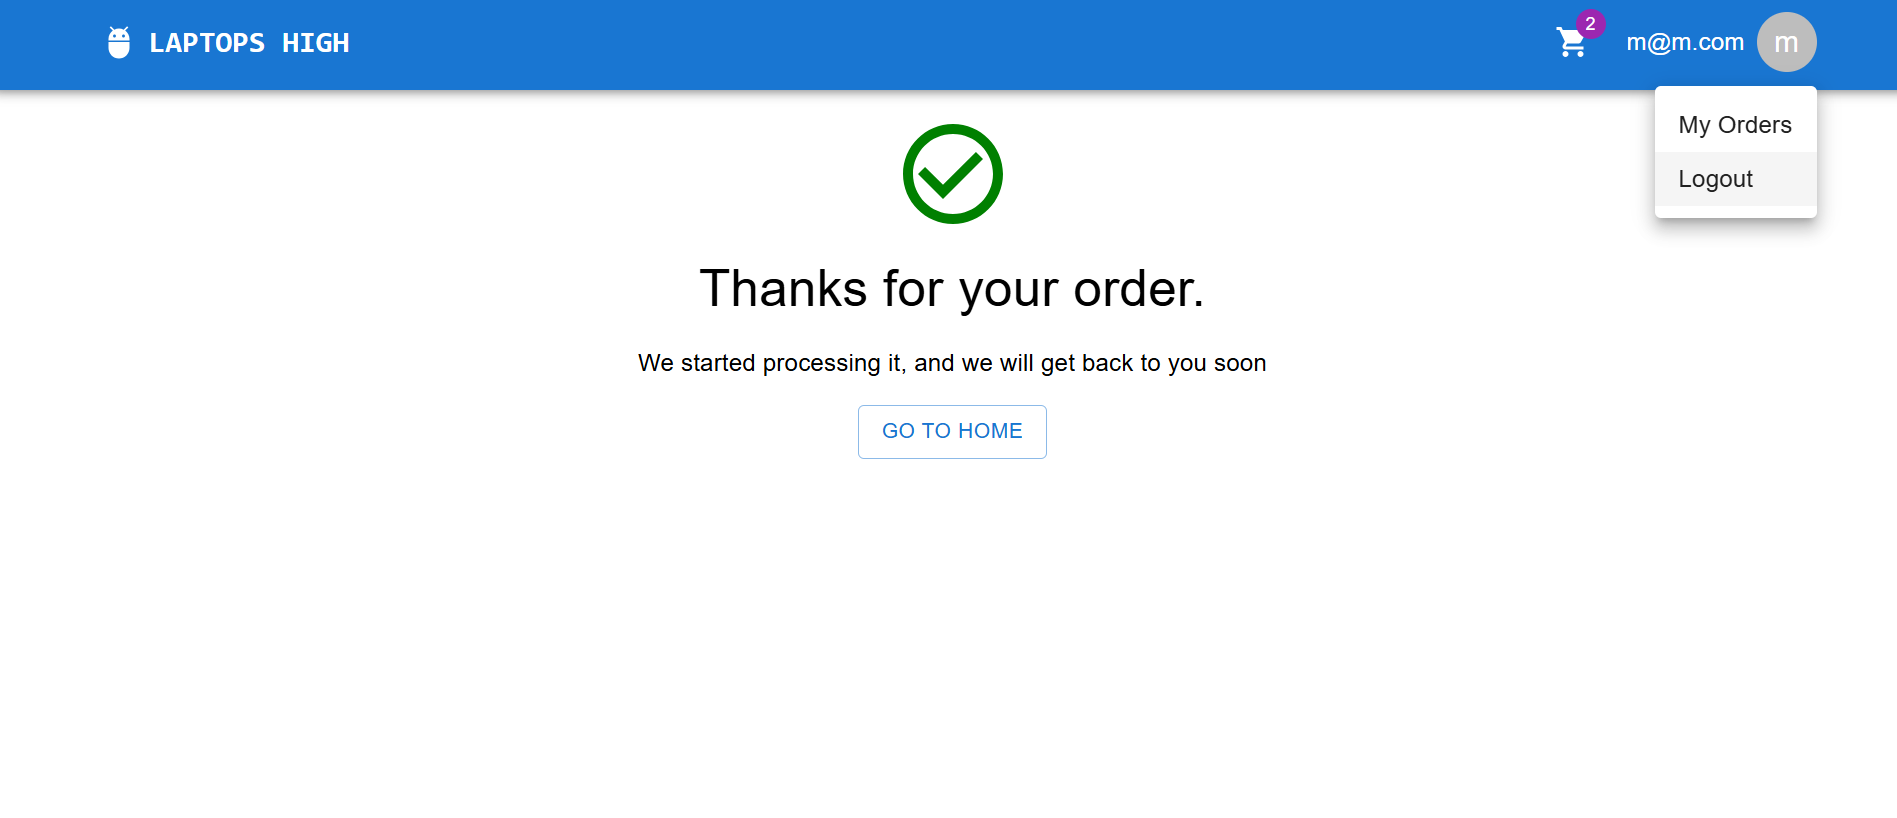 LAPTOPS HIGH
2
m@m.com
m
My Orders
Logout
Thanks for your order.
We started processing it, and we will get back to you soon
GO TO HOME